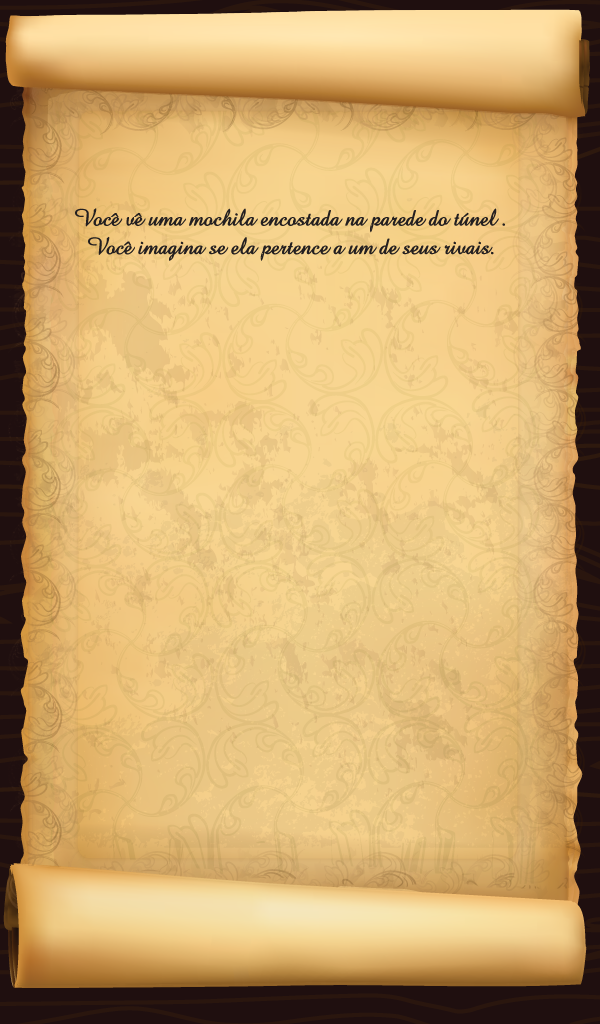 Você vê uma mochila encostada na parede do túnel .
Você imagina se ela pertence a um de seus rivais.